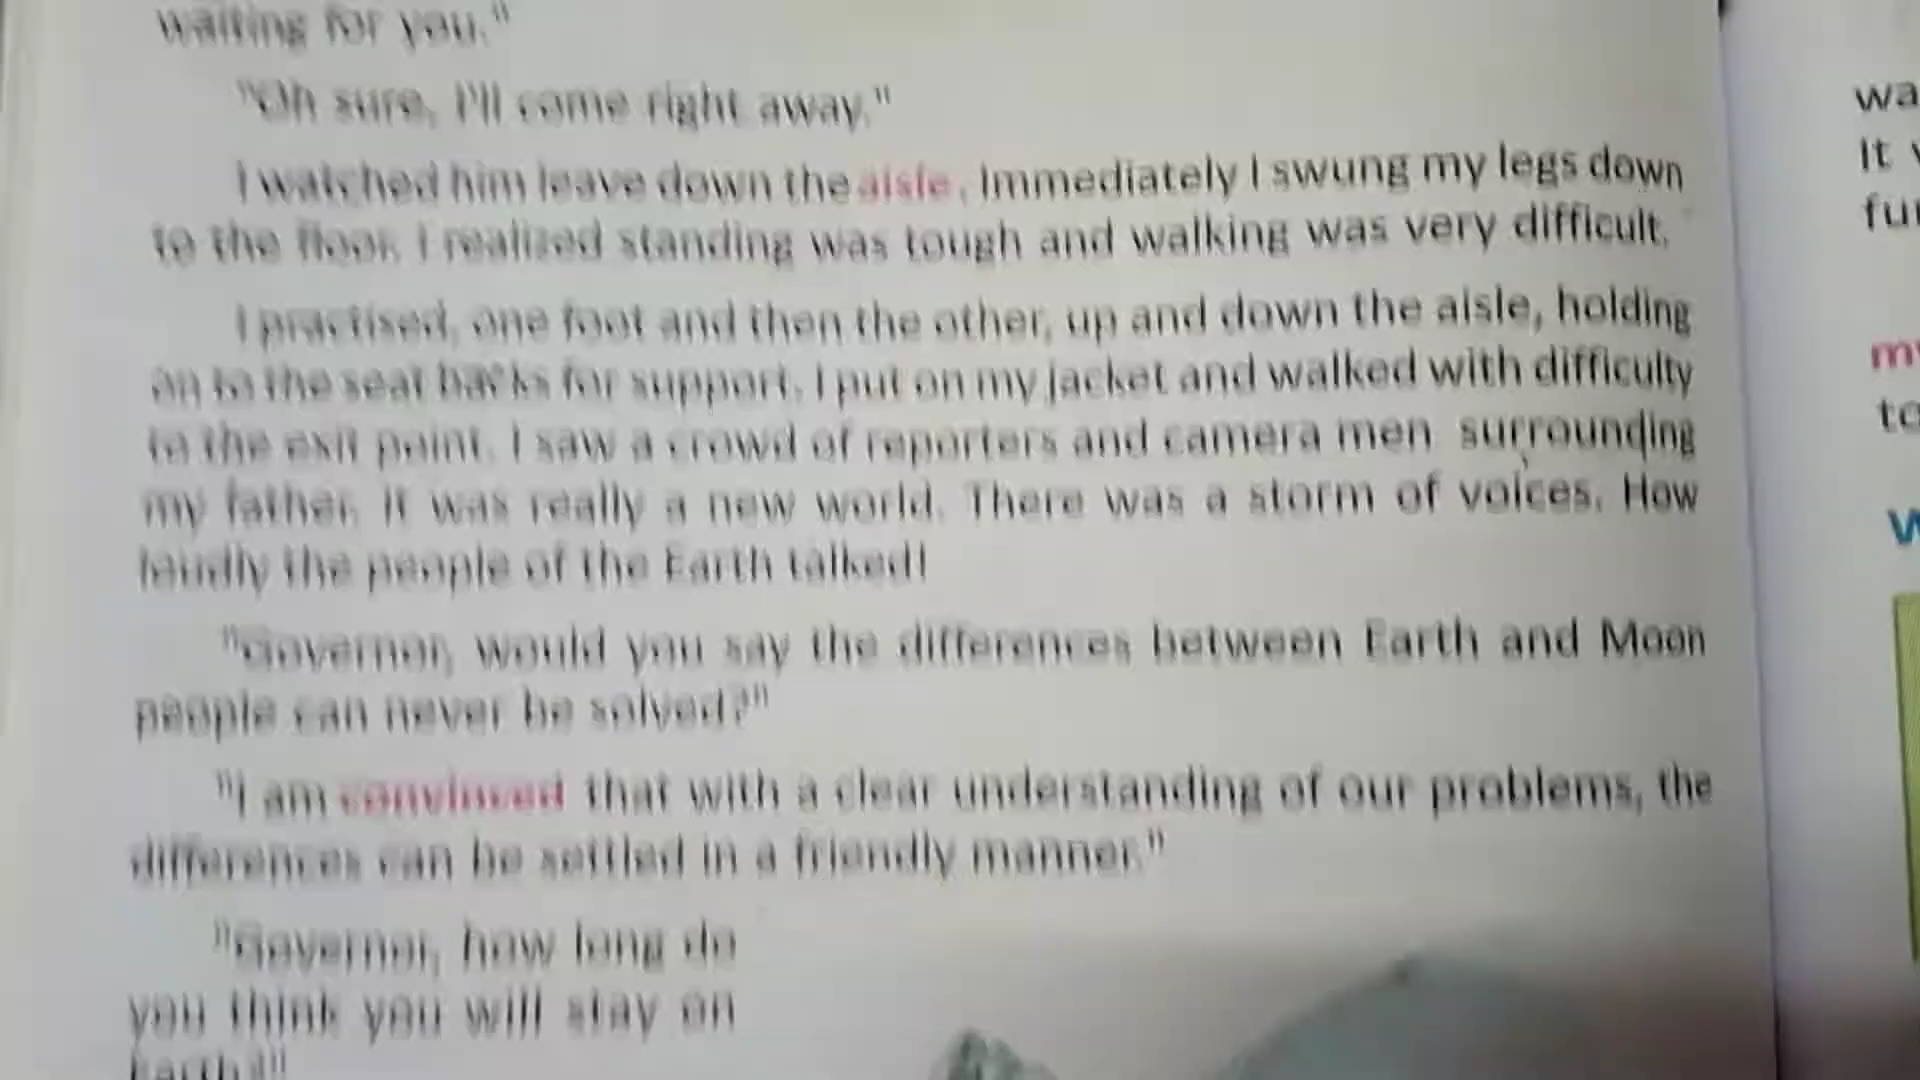 waiting for you."
"Oh sure, I'll come right away."
I watched him leave down the aisle. Immediately I swung my legs down
to the floor. I realised standing was tough and walking was very difficult.
I practised, one foot and then the other, up and down the aisle, holding
on to the seat backs for support. I put on my jacket and walked with difficulty
to the exit point. I saw a crowd of reporters and camera men surrounding
my father. It was really a new world. There was a storm of voices. How
loudly the people of the Earth talked!
"Governor, would you say the differences between Earth and Moon
people can never be solved?"
"I am convinced that with a clear understanding of our problems, the
differences can be settled in a friendly manner."
"Governor, how long do
you think you will stay on
Earth?"
wa
It
fu
m
to
W